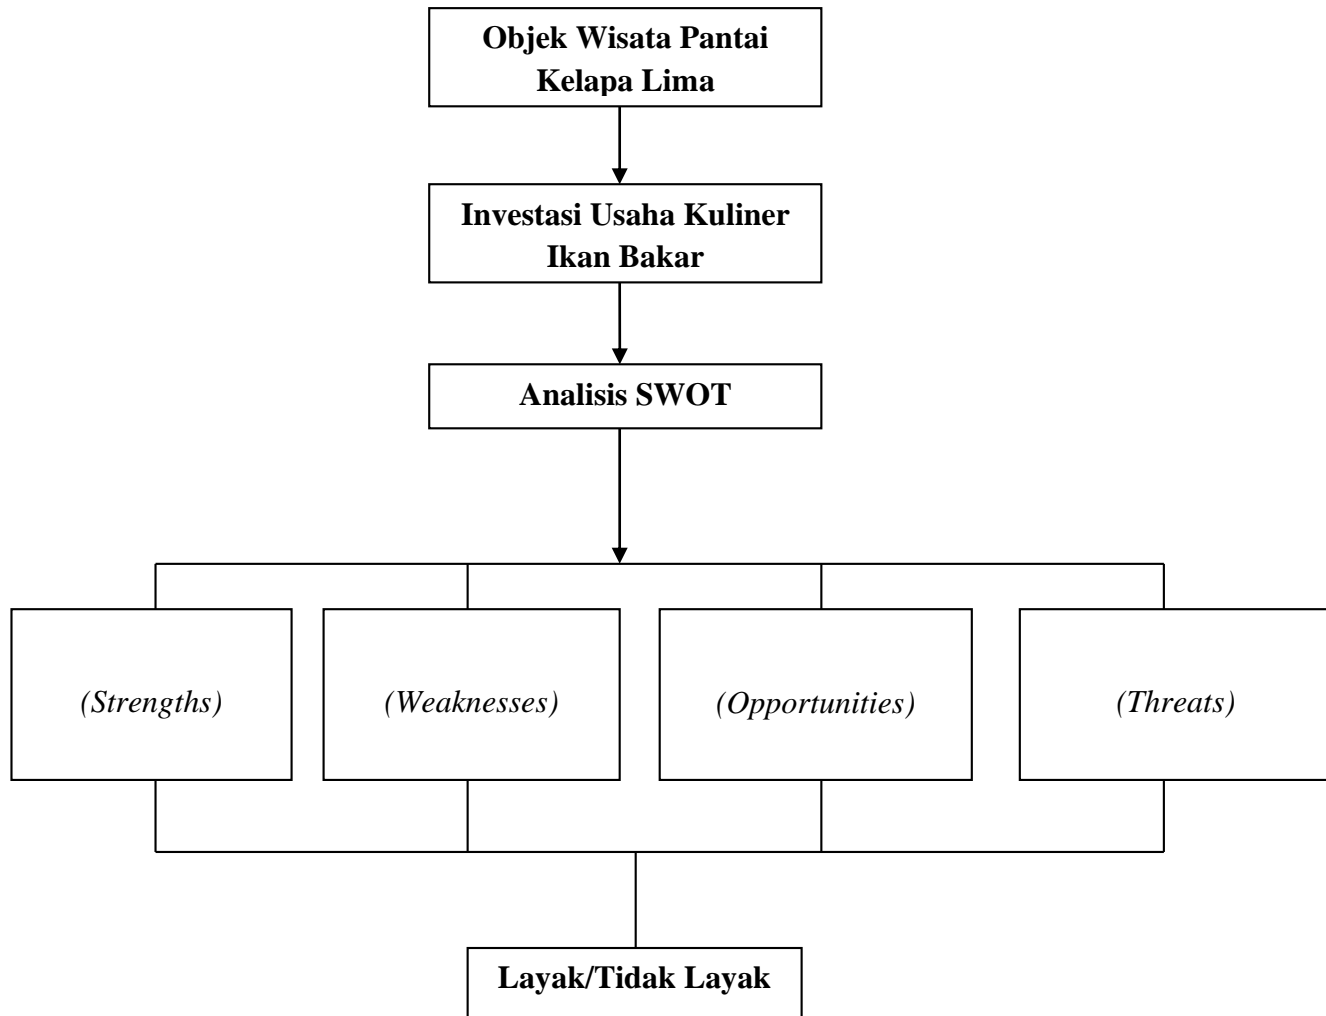 Objek Wisata Pantai
Kelapa Lima
Investasi Usaha Kuliner
Ikan Bakar
Analisis SWOT
(Strengths)
(Weaknesses)
(Opportunities)
(Threats)
Layak/Tidak Layak